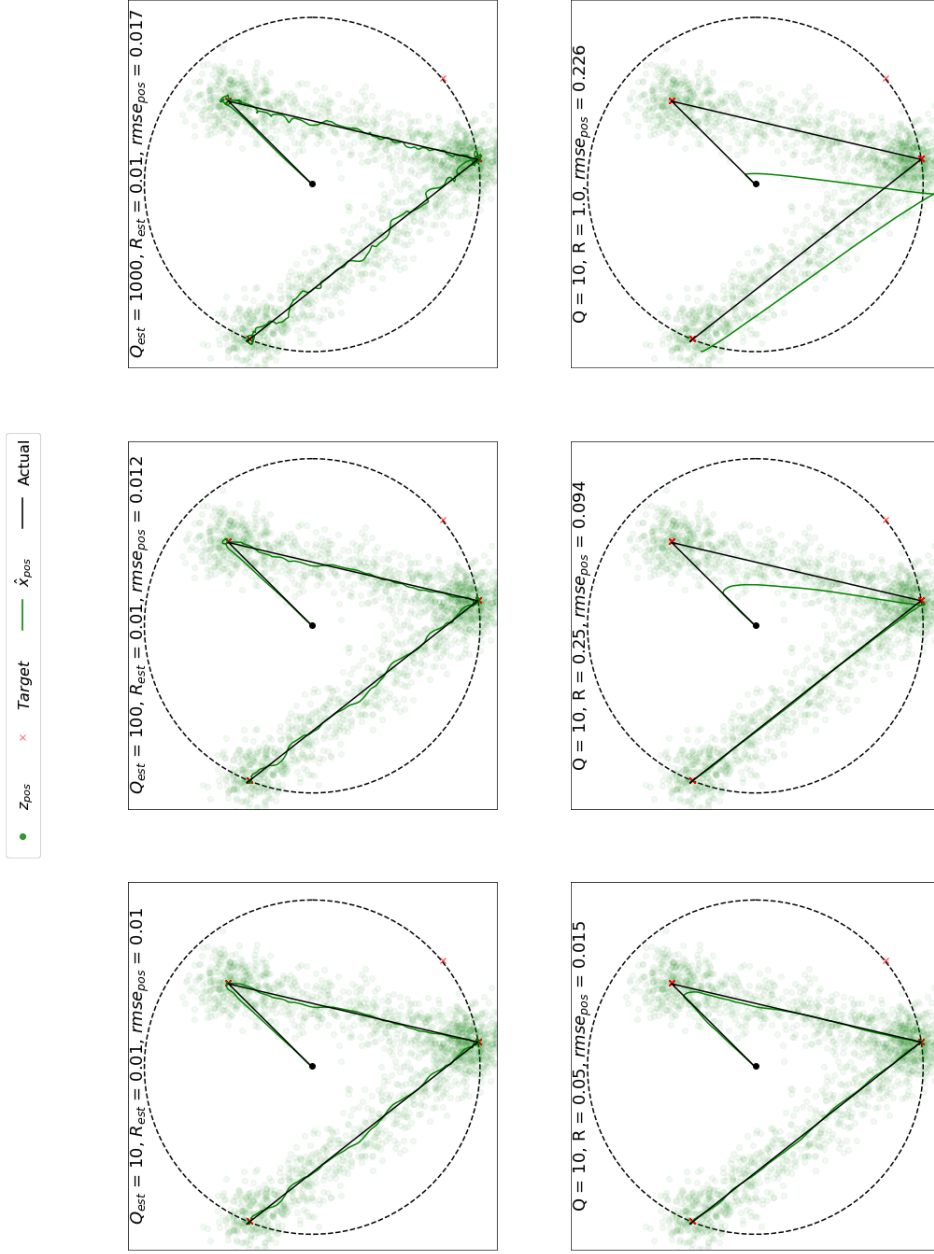 z_pos Target x̂_pos Actual
Q_est = 10, R_est = 0.01, rmse_pos = 0.01
Q_est = 100, R_est = 0.01, rmse_pos = 0.012
Q_est = 1000, R_est = 0.01, rmse_pos = 0.017
Q = 10, R = 0.05, rmse_pos = 0.015
Q = 10, R = 0.25, rmse_pos = 0.094
Q = 10, R = 1.0, rmse_pos = 0.226